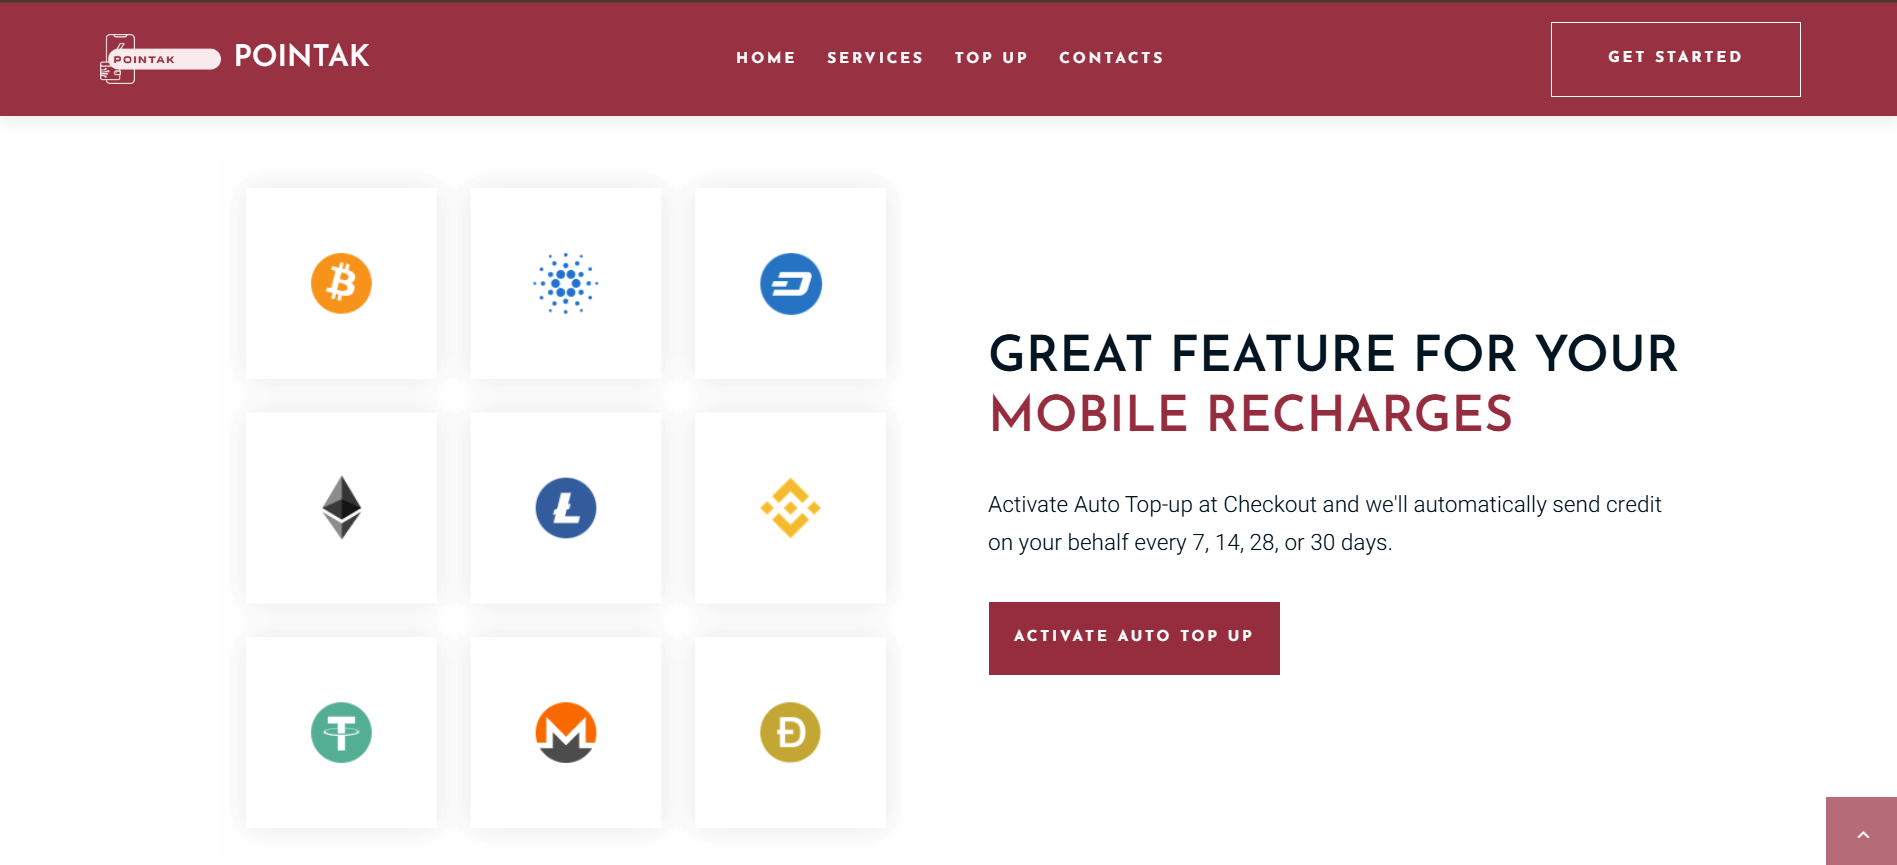 POINTAK
POINTAK
HOME SERVICES TOP UP CONTACTS
GET STARTED
GREAT FEATURE FOR YOUR
MOBILE RECHARGES
Activate Auto Top-up at Checkout and we'll automatically send credit
on your behalf every 7, 14, 28, or 30 days.
ACTIVATE AUTO TOP UP